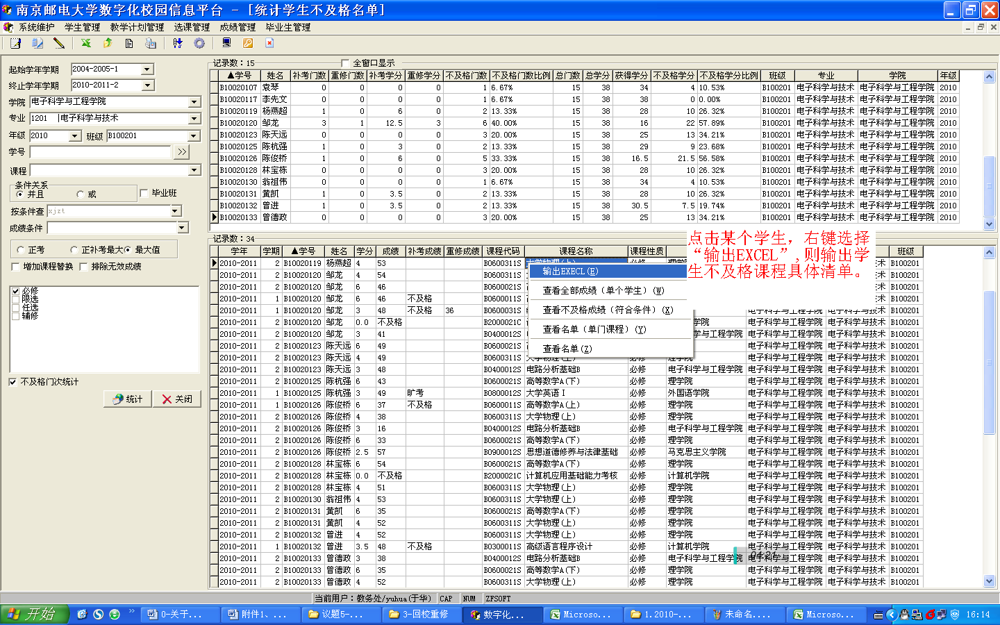 南京邮电大学数字化校园信息平台 - [统计学生不及格名单]
系统维护 学生管理 教学计划管理 选课管理 成绩管理 毕业生管理
起始学年学期 2004-2005-1
终止学年学期 2010-2011-2
学院 电子科学与工程学院
专业 1201 |电子科学与技术
年级 2010 班级 B100201
学号 >>
课程
条件关系
并且 或 毕业班
按条件查 xjzt
成绩条件
正考 正补考最大 最大值
增加课程替换 排除无效成绩
必修
限选
任选
辅修
不及格门次统计
统计 关闭
记录数：15 全窗口显示
▲学号 姓名 补考门数 重修门数 补考学分 重修学分 不及格门数 不及格门数比例 总门数 总学分 获得学分 不及格学分 不及格学分比例 班级 专业 学院 年级
B10020107 袁琴 0 0 0 0 1 6.67% 15 38 34 4 10.53% B100201 电子科学与技术 电子科学与工程学院 2010
B10020117 李先文 0 0 0 0 1 6.67% 15 38 38 0 0.00% B100201 电子科学与技术 电子科学与工程学院 2010
B10020119 杨燕超 1 0 6 0 2 13.33% 15 38 28 10 26.32% B100201 电子科学与技术 电子科学与工程学院 2010
B10020120 邹龙 3 1 12.5 3 6 40.00% 15 38 16 22 57.89% B100201 电子科学与技术 电子科学与工程学院 2010
B10020123 陈天远 0 0 0 0 3 20.00% 15 38 25 13 34.21% B100201 电子科学与技术 电子科学与工程学院 2010
B10020125 陈杭强 1 0 3 0 2 13.33% 15 38 29 9 23.68% B100201 电子科学与技术 电子科学与工程学院 2010
B10020126 陈俊桥 1 0 6 0 5 33.33% 15 38 16.5 21.5 56.58% B100201 电子科学与技术 电子科学与工程学院 2010
B10020128 林宝栋 0 0 0 0 3 20.00% 15 38 28 10 26.32% B100201 电子科学与技术 电子科学与工程学院 2010
B10020130 翁祖伟 0 0 0 0 1 6.67% 15 38 34 4 10.53% B100201 电子科学与技术 电子科学与工程学院 2010
B10020131 黄凯 1 0 3.5 0 2 13.33% 15 38 28 10 26.32% B100201 电子科学与技术 电子科学与工程学院 2010
B10020132 曾进 1 0 3.5 0 2 13.33% 15 38 30.5 7.5 19.74% B100201 电子科学与技术 电子科学与工程学院 2010
B10020133 曾德政 0 0 0 0 3 20.00% 15 38 25 13 34.21% B100201 电子科学与技术 电子科学与工程学院 2010
记录数：34
点击某个学生，右键选择
“输出EXCEL”,则输出学
生不及格课程具体清单。
学年 学期 ▲学号 姓名 学分 成绩 补考成绩 重修成绩 课程代码 课程名称 课程性质 班级
2010-2011 2 B10020119 杨燕超 4 53 B0600311S 大学物理(上) 必修 理学院 B100201
2010-2011 2 B10020120 邹龙 4 54 B0600311S B100201
2010-2011 2 B10020120 邹龙 6 46 B0600021S B100201
2010-2011 1 B10020120 邹龙 6 46 不及格 B0600011S B100201
2010-2011 1 B10020120 邹龙 3 48 不及格 36 B0600031S 电子科学与工程学院 电子科学与技术 B100201
2010-2011 2 B10020120 邹龙 0.0 不及格 B2000021C 学院 电子科学与工程学院 电子科学与技术 B100201
2010-2011 2 B10020120 邹龙 3 41 B0400012S 与工程学院 电子科学与工程学院 电子科学与技术 B100201
2010-2011 2 B10020123 陈天远 6 49 B0600021S 电子科学与工程学院 电子科学与技术 B100201
2010-2011 2 B10020123 陈天远 4 49 B0600311S 大学物理(上) 必修 理学院 电子科学与工程学院 电子科学与技术 B100201
2010-2011 2 B10020123 陈天远 3 48 B0400012S 电路分析基础B 必修 电子科学与工程学院 电子科学与工程学院 电子科学与技术 B100201
2010-2011 2 B10020125 陈杭强 6 43 B0600021S 高等数学A(下) 必修 理学院 电子科学与工程学院 电子科学与技术 B100201
2010-2011 1 B10020125 陈杭强 3 49 旷考 B0800012S 大学英语Ⅰ 必修 外国语学院 电子科学与工程学院 电子科学与技术 B100201
2010-2011 1 B10020126 陈俊桥 6 37 不及格 B0600011S 高等数学A(上) 必修 理学院 电子科学与工程学院 电子科学与技术 B100201
2010-2011 2 B10020126 陈俊桥 4 38 B0600311S 大学物理(上) 必修 理学院 电子科学与工程学院 电子科学与技术 B100201
2010-2011 2 B10020126 陈俊桥 3 16 B0400012S 电路分析基础B 必修 电子科学与工程学院 电子科学与工程学院 电子科学与技术 B100201
2010-2011 2 B10020126 陈俊桥 6 33 B0600021S 高等数学A(下) 必修 理学院 电子科学与工程学院 电子科学与技术 B100201
2010-2011 2 B10020126 陈俊桥 2.5 57 B0900012S 思想道德修养与法律基础 必修 马克思主义学院 电子科学与工程学院 电子科学与技术 B100201
2010-2011 2 B10020128 林宝栋 6 54 B0600021S 高等数学A(下) 必修 理学院 电子科学与工程学院 电子科学与技术 B100201
2010-2011 2 B10020128 林宝栋 0.0 不及格 B2000021C 计算机应用基础能力考核 必修 计算机学院 电子科学与工程学院 电子科学与技术 B100201
2010-2011 2 B10020128 林宝栋 4 51 B0600311S 大学物理(上) 必修 理学院 电子科学与工程学院 电子科学与技术 B100201
2010-2011 2 B10020130 翁祖伟 4 53 B0600311S 大学物理(上) 必修 理学院 电子科学与工程学院 电子科学与技术 B100201
2010-2011 2 B10020131 黄凯 6 35 B0600021S 高等数学A(下) 必修 理学院 电子科学与工程学院 电子科学与技术 B100201
2010-2011 2 B10020131 黄凯 4 52 B0600311S 大学物理(上) 必修 理学院 电子科学与工程学院 电子科学与技术 B100201
2010-2011 2 B10020132 曾进 4 52 B0600311S 大学物理(上) 必修 理学院 电子科学与工程学院 电子科学与技术 B100201
2010-2011 1 B10020132 曾进 3.5 48 不及格 B0300011S 高级语言程序设计 必修 计算机学院 电子科学与工程学院 电子科学与技术 B100201
2010-2011 2 B10020133 曾德政 3 38 B0400012S 电路分析基础B 必修 电子科学与工程学院 电子科学与工程学院 电子科学与技术 B100201
2010-2011 2 B10020133 曾德政 6 35 B0600021S 高等数学A(下) 必修 理学院 电子科学与工程学院 电子科学与技术 B100201
2010-2011 2 B10020133 曾德政 4 52 B0600311S 大学物理(上) 必修 理学院 电子科学与工程学院 电子科学与技术 B100201
输出EXECL(E)
查看全部成绩（单个学生）(W)
查看不及格成绩（符合条件）(X)
查看名单（单门课程）(Y)
查看名单(Z)
04:21
当前用户：教务处/yuhua(于华) CAP NUM ZFSOFT
开始 » 0-关于... 附件1、... 议题5-... 3-回校重修 数字化... Microso... 1.2010-... 未命名.... Microso... 16:14